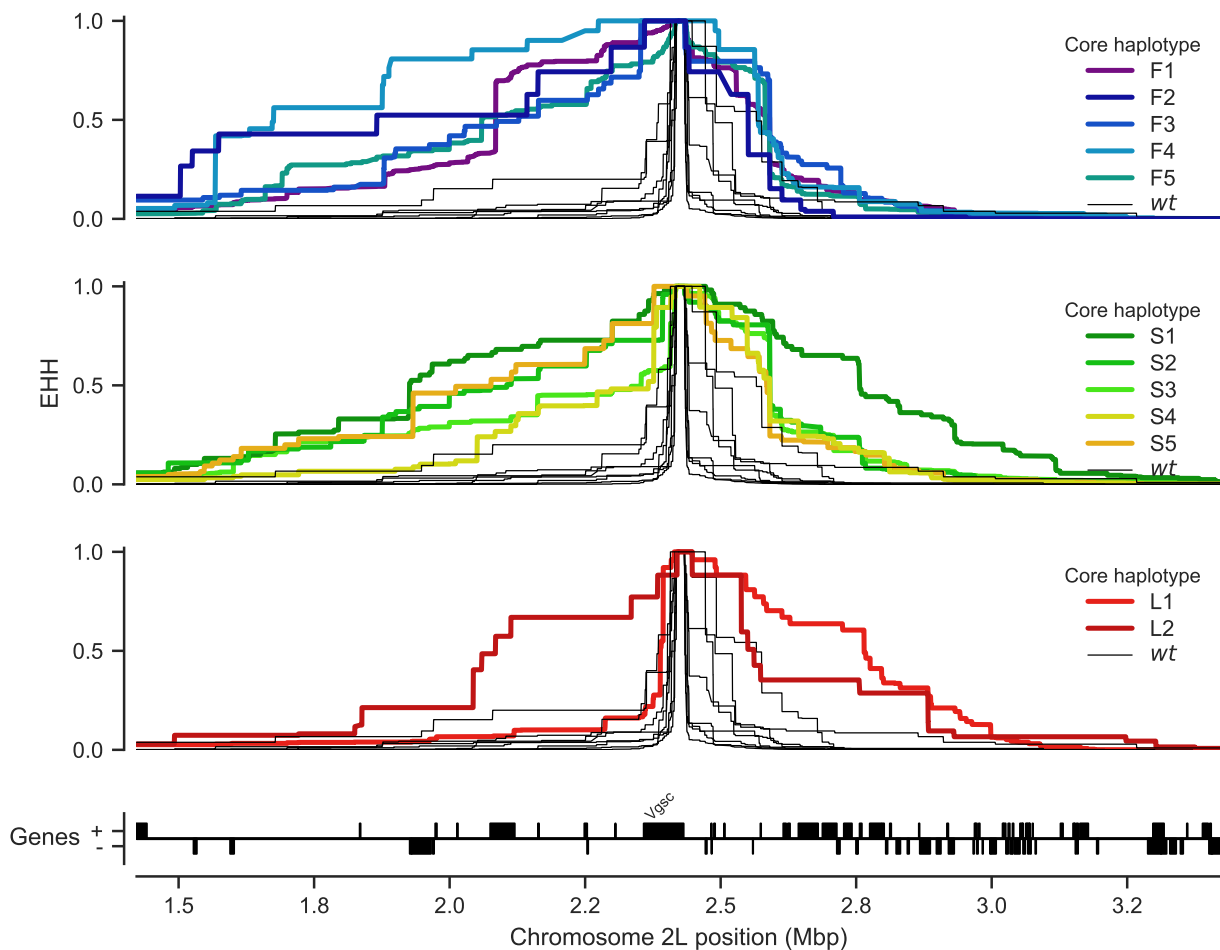 1.0
0.5
0.0
Core haplotype
F1
F2
F3
F4
F5
wt
EHH
1.0
0.5
0.0
Core haplotype
S1
S2
S3
S4
S5
wt
1.0
0.5
0.0
Core haplotype
L1
L2
wt
Vgsc
Genes
+
-
1.5 1.8 2.0 2.2 2.5 2.8 3.0 3.2
Chromosome 2L position (Mbp)